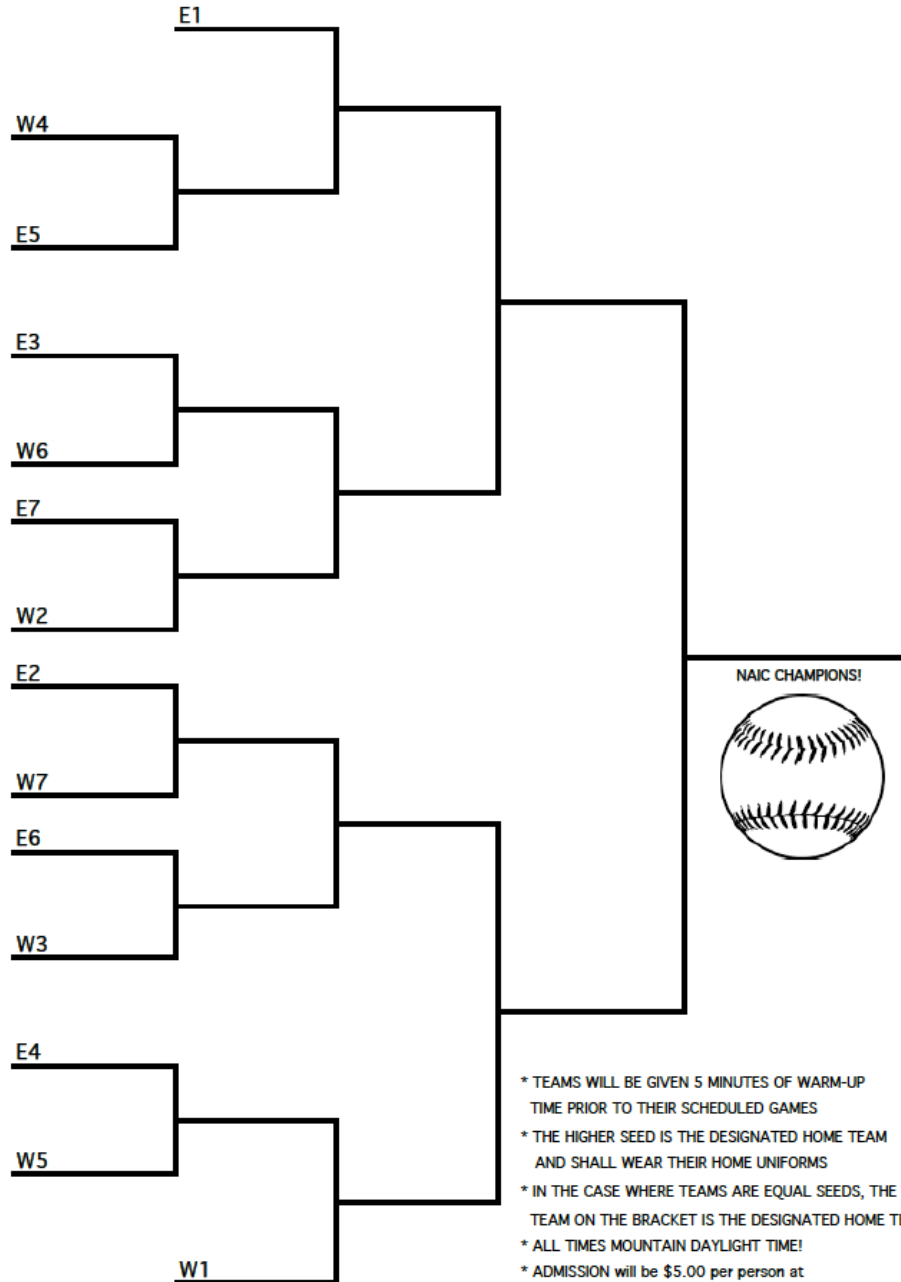 E1
W4
E5
E3
W6
E7
W2
E2
W7
E6
W3
E4
W5
W1
NAIC CHAMPIONS!
* TEAMS WILL BE GIVEN 5 MINUTES OF WARM-UP
TIME PRIOR TO THEIR SCHEDULED GAMES
* THE HIGHER SEED IS THE DESIGNATED HOME TEAM
AND SHALL WEAR THEIR HOME UNIFORMS
* IN THE CASE WHERE TEAMS ARE EQUAL SEEDS, THE
TEAM ON THE BRACKET IS THE DESIGNATED HOME
* ALL TIMES MOUNTAIN DAYLIGHT TIME!
* ADMISSION will be $5.00 per person at